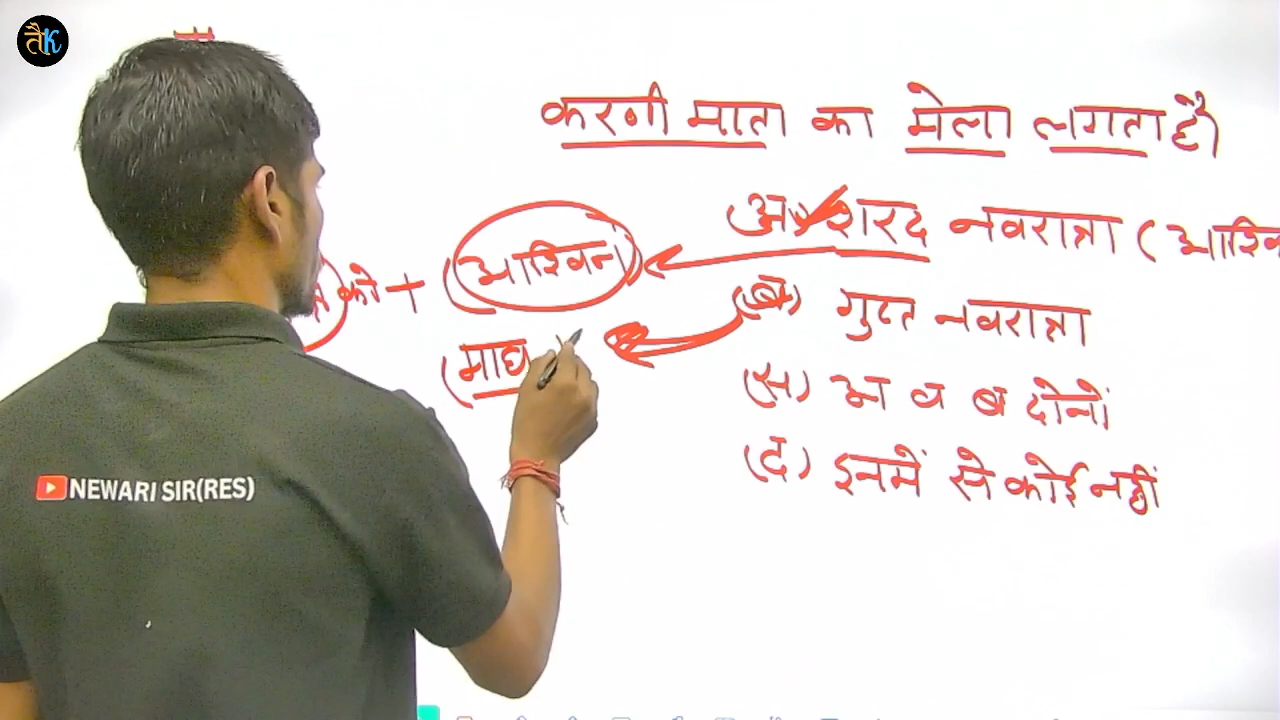 तैK
करणी माता का मेला लगता है।
(अ) शरद नवरात्रा (आश्वि
को + (आश्विन)
(ब) गुप्त नवरात्रा
(माघ
(स) अ व ब दोनों
(द) इनमें से कोई नहीं
NEWARI SIR(RES)